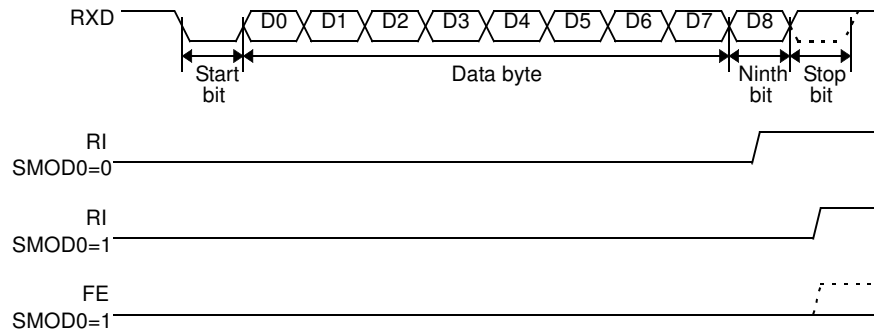 RXD D0 D1 D2 D3 D4 D5 D6 D7 D8
Start bit Data byte Ninth bit Stop bit
RI
SMOD0=0
RI
SMOD0=1
FE
SMOD0=1